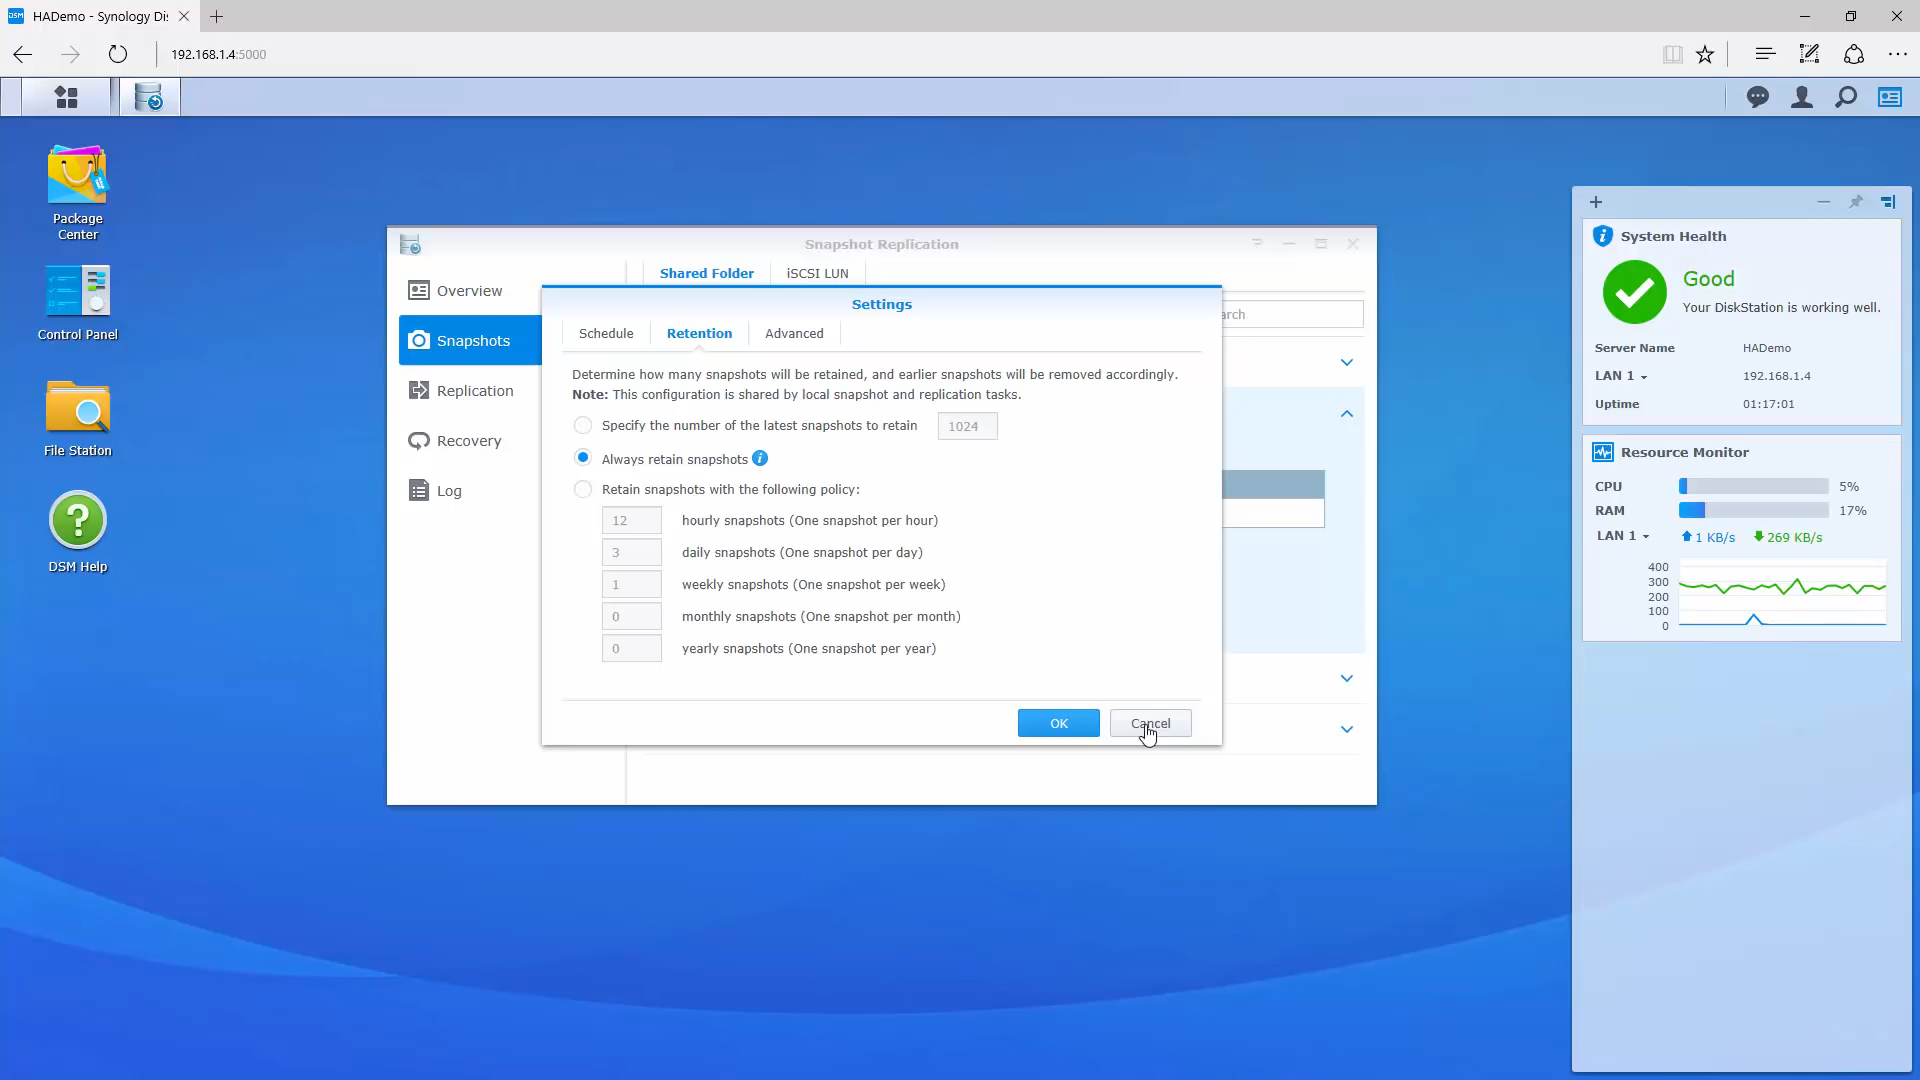 HADemo - Synology Di
192.168.1.4:5000
Package
Center
Control Panel
File Station
DSM Help
Snapshot Replication
Overview
Snapshots
Replication
Recovery
Log
Shared Folder
iSCSI LUN
arch
Settings
Schedule
Retention
Advanced
Determine how many snapshots will be retained, and earlier snapshots will be removed accordingly.
Note: This configuration is shared by local snapshot and replication tasks.
Specify the number of the latest snapshots to retain 1024
Always retain snapshots
Retain snapshots with the following policy:
12 hourly snapshots (One snapshot per hour)
3 daily snapshots (One snapshot per day)
1 weekly snapshots (One snapshot per week)
0 monthly snapshots (One snapshot per month)
0 yearly snapshots (One snapshot per year)
OK
Cancel
System Health
Good
Your DiskStation is working well.
Server Name HADemo
LAN 1 192.168.1.4
Uptime 01:17:01
Resource Monitor
CPU 5%
RAM 17%
LAN 1 1 KB/s 269 KB/s
400
300
200
100
0